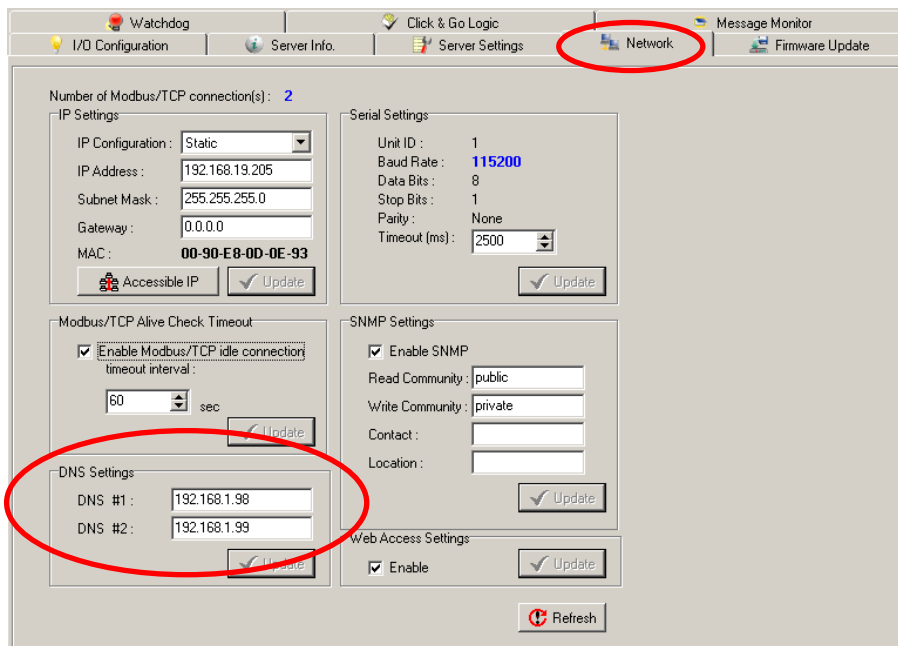 Watchdog Click & Go Logic Message Monitor
I/O Configuration Server Info. Server Settings Network Firmware Update
Number of Modbus/TCP connection(s) : 2
IP Settings
IP Configuration : Static
IP Address : 192.168.19.205
Subnet Mask : 255.255.255.0
Gateway : 0.0.0.0
MAC : 00-90-E8-0D-0E-93
Accessible IP Update
Serial Settings
Unit ID : 1
Baud Rate : 115200
Data Bits : 8
Stop Bits : 1
Parity : None
Timeout (ms) : 2500
Update
Modbus/TCP Alive Check Timeout
Enable Modbus/TCP idle connection
timeout interval :
60 sec
Update
SNMP Settings
Enable SNMP
Read Community : public
Write Community : private
Contact :
Location :
Update
DNS Settings
DNS #1 : 192.168.1.98
DNS #2 : 192.168.1.99
Update
Web Access Settings
Enable Update
Refresh